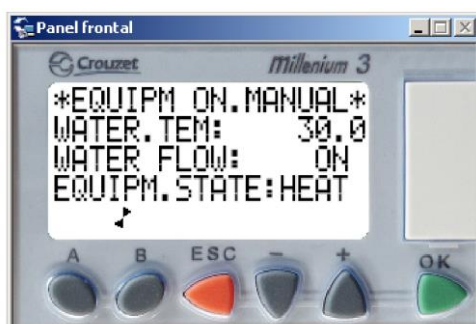 Panel frontal
Crouzet millenium 3
*EQUIPM ON.MANUAL*
WATER.TEM: 30.0
WATER FLOW: ON
EQUIPM.STATE:HEAT
A B ESC - + OK